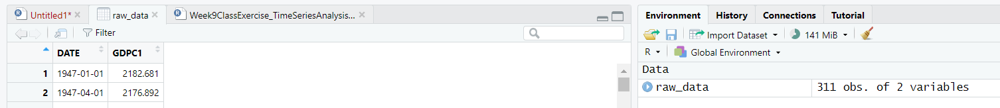 Untitled1* raw_data Week9ClassExercise_TimeSeriesAnalysis...
Filter
DATE GDPC1
1 1947-01-01 2182.681
2 1947-04-01 2176.892
Environment History Connections Tutorial
Import Dataset 141 MiB
R Global Environment
Data
raw_data 311 obs. of 2 variables